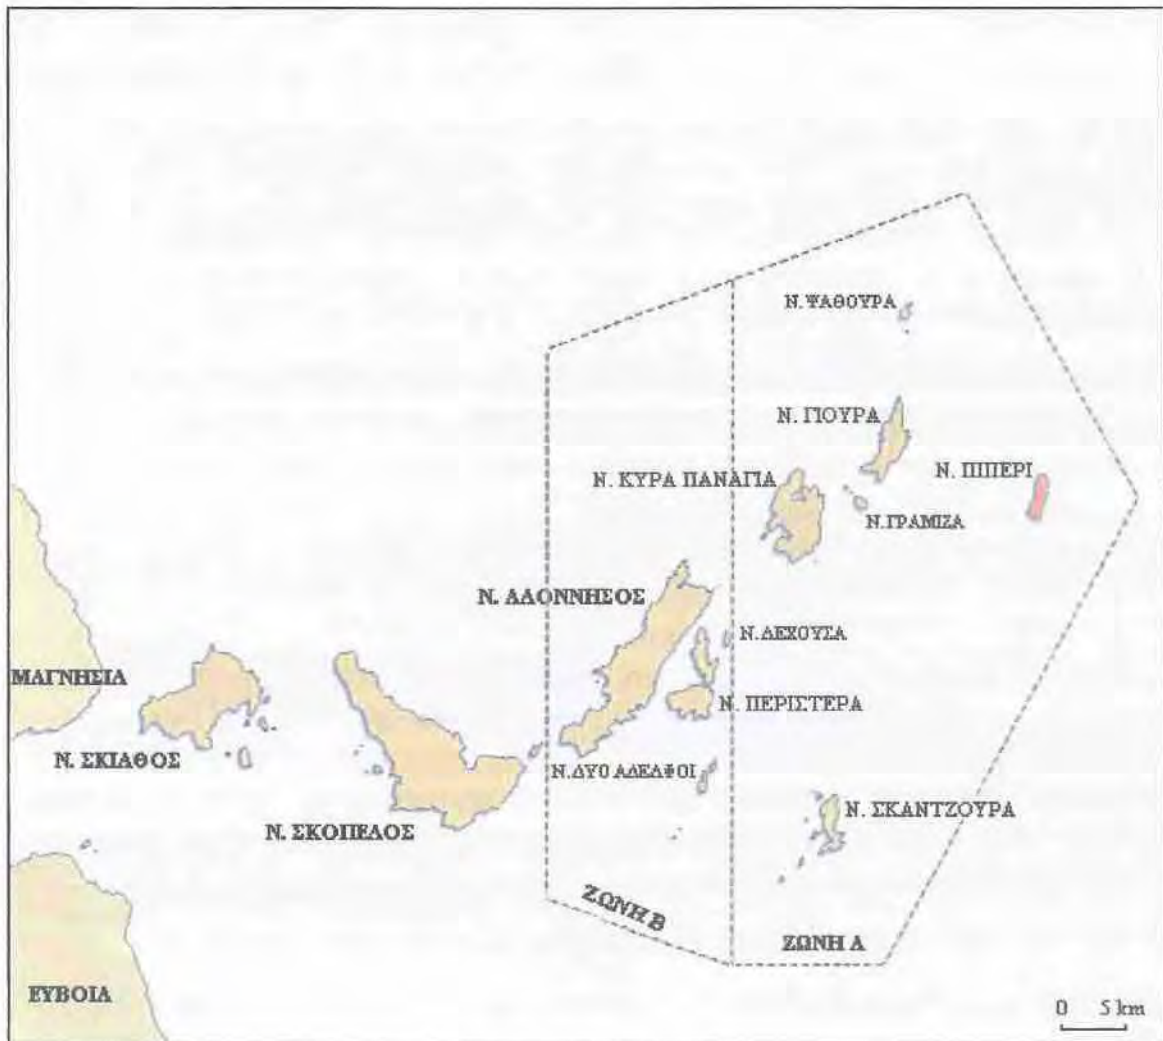 Ν. ΨΑΘΟΥΡΑ
Ν. ΓΙΟΥΡΑ
Ν. ΠΙΠΕΡΙ
Ν. ΚΥΡΑ ΠΑΝΑΓΙΑ
Ν. ΓΡΑΜΙΖΑ
Ν. ΑΛΟΝΝΗΣΟΣ
Ν. ΛΕΧΟΥΣΑ
ΜΑΓΝΗΣΙΑ
Ν. ΠΕΡΙΣΤΕΡΑ
Ν. ΣΚΙΑΘΟΣ
Ν. ΔΥΟ ΑΔΕΛΦΟΙ
Ν. ΣΚΑΝΤΖΟΥΡΑ
Ν. ΣΚΟΠΕΛΟΣ
ΖΩΝΗ Β
ΖΩΝΗ Α
ΕΥΒΟΙΑ
0 5 km